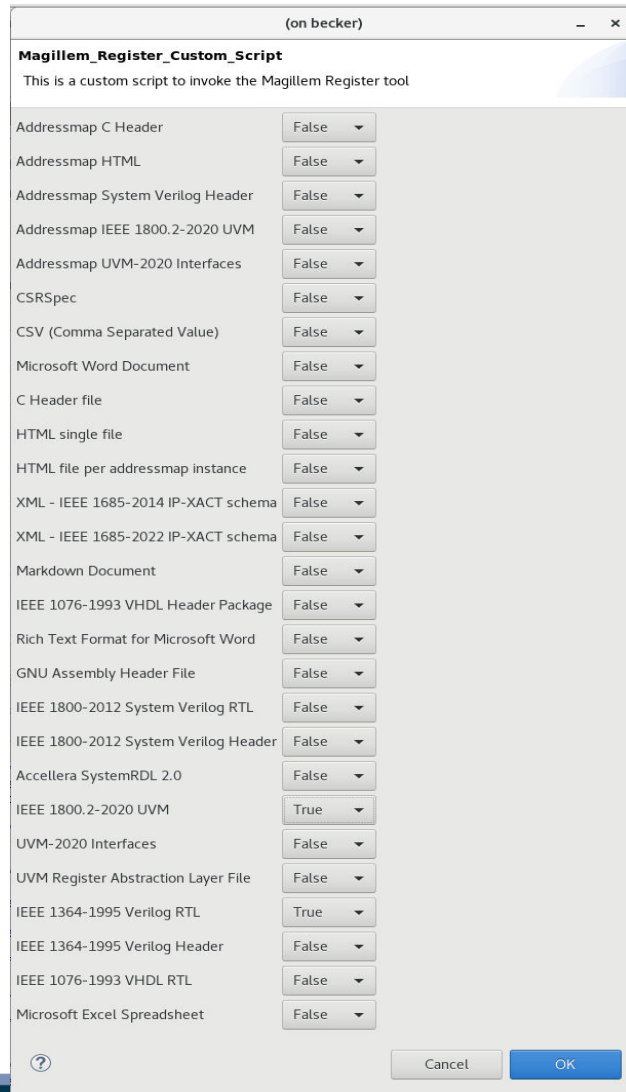 (on becker)
Magillem_Register_Custom_Script
This is a custom script to invoke the Magillem Register tool
Addressmap C Header False
Addressmap HTML False
Addressmap System Verilog Header False
Addressmap IEEE 1800.2-2020 UVM False
Addressmap UVM-2020 Interfaces False
CSRSpec False
CSV (Comma Separated Value) False
Microsoft Word Document False
C Header file False
HTML single file False
HTML file per addressmap instance False
XML - IEEE 1685-2014 IP-XACT schema False
XML - IEEE 1685-2022 IP-XACT schema False
Markdown Document False
IEEE 1076-1993 VHDL Header Package False
Rich Text Format for Microsoft Word False
GNU Assembly Header File False
IEEE 1800-2012 System Verilog RTL False
IEEE 1800-2012 System Verilog Header False
Accellera SystemRDL 2.0 False
IEEE 1800.2-2020 UVM True
UVM-2020 Interfaces False
UVM Register Abstraction Layer File False
IEEE 1364-1995 Verilog RTL True
IEEE 1364-1995 Verilog Header False
IEEE 1076-1993 VHDL RTL False
Microsoft Excel Spreadsheet False
? Cancel OK